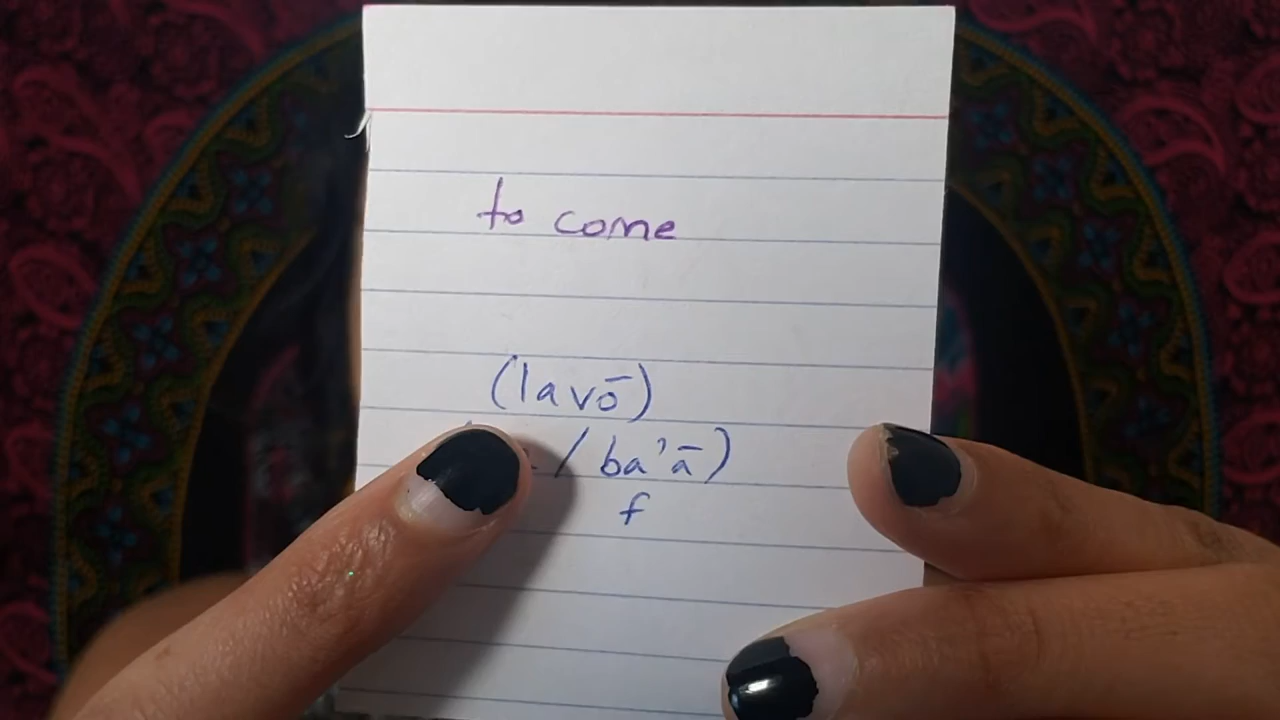 to come
(lavō)
/ ba'ā)
f